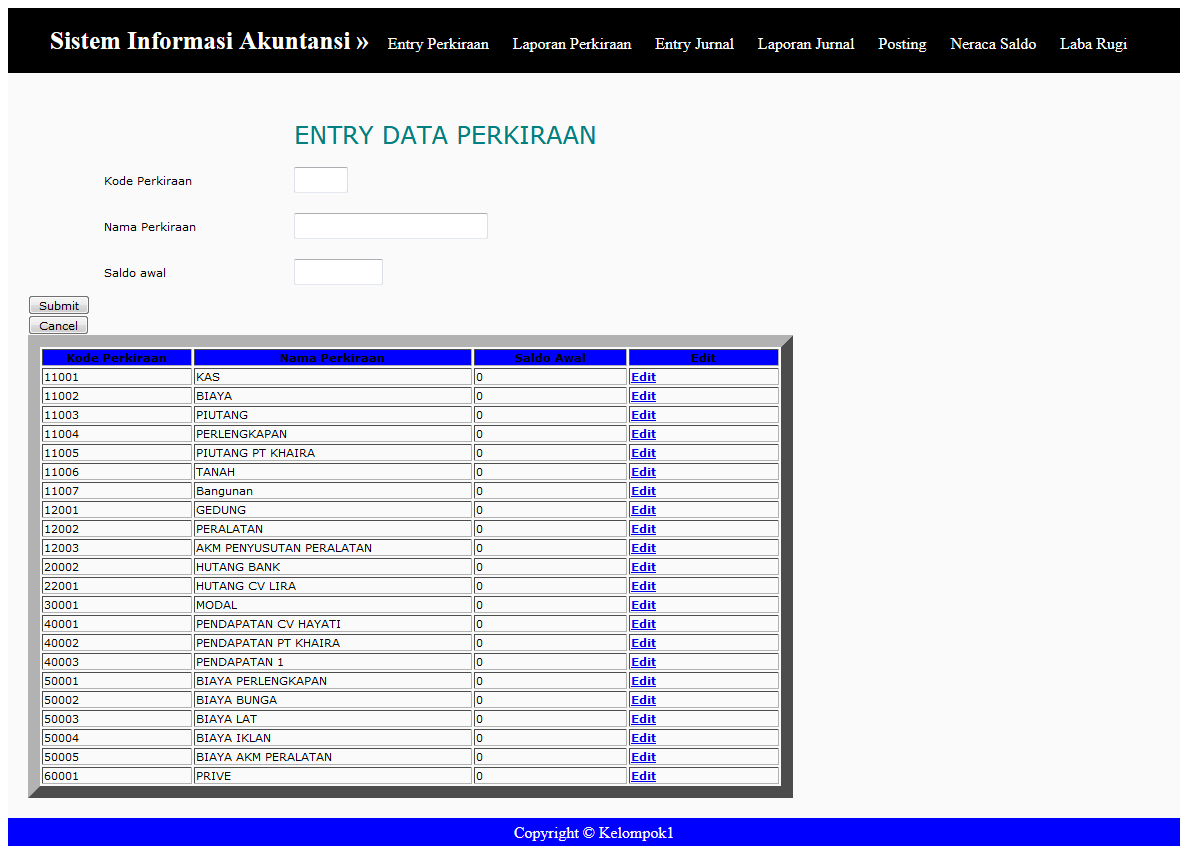 Sistem Informasi Akuntansi » Entry Perkiraan Laporan Perkiraan Entry Jurnal Laporan Jurnal Posting Neraca Saldo Laba Rugi
ENTRY DATA PERKIRAAN
Kode Perkiraan
Nama Perkiraan
Saldo awal
Submit
Cancel
Kode Perkiraan Nama Perkiraan Saldo Awal Edit
11001 KAS 0 Edit
11002 BIAYA 0 Edit
11003 PIUTANG 0 Edit
11004 PERLENGKAPAN 0 Edit
11005 PIUTANG PT KHAIRA 0 Edit
11006 TANAH 0 Edit
11007 Bangunan 0 Edit
12001 GEDUNG 0 Edit
12002 PERALATAN 0 Edit
12003 AKM PENYUSUTAN PERALATAN 0 Edit
20002 HUTANG BANK 0 Edit
22001 HUTANG CV LIRA 0 Edit
30001 MODAL 0 Edit
40001 PENDAPATAN CV HAYATI 0 Edit
40002 PENDAPATAN PT KHAIRA 0 Edit
40003 PENDAPATAN 1 0 Edit
50001 BIAYA PERLENGKAPAN 0 Edit
50002 BIAYA BUNGA 0 Edit
50003 BIAYA LAT 0 Edit
50004 BIAYA IKLAN 0 Edit
50005 BIAYA AKM PERALATAN 0 Edit
60001 PRIVE 0 Edit
Copyright © Kelompok1